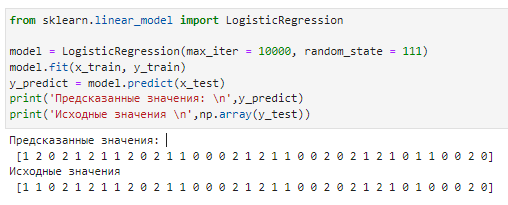 from sklearn.linear_model import LogisticRegression
model = LogisticRegression(max_iter = 10000, random_state = 111)
model.fit(x_train, y_train)
y_predict = model.predict(x_test)
print('Предсказанные значения: \n',y_predict)
print('Исходные значения \n',np.array(y_test))
Предсказанные значения:
[1 2 0 2 1 2 1 1 2 0 2 1 1 0 0 0 2 1 2 1 1 0 0 2 0 2 1 2 1 0 1 1 0 0 2 0]
Исходные значения
[1 1 0 2 1 2 1 1 2 0 2 1 1 0 0 0 2 1 2 1 1 0 0 2 0 2 1 2 1 0 1 0 0 0 2 0]